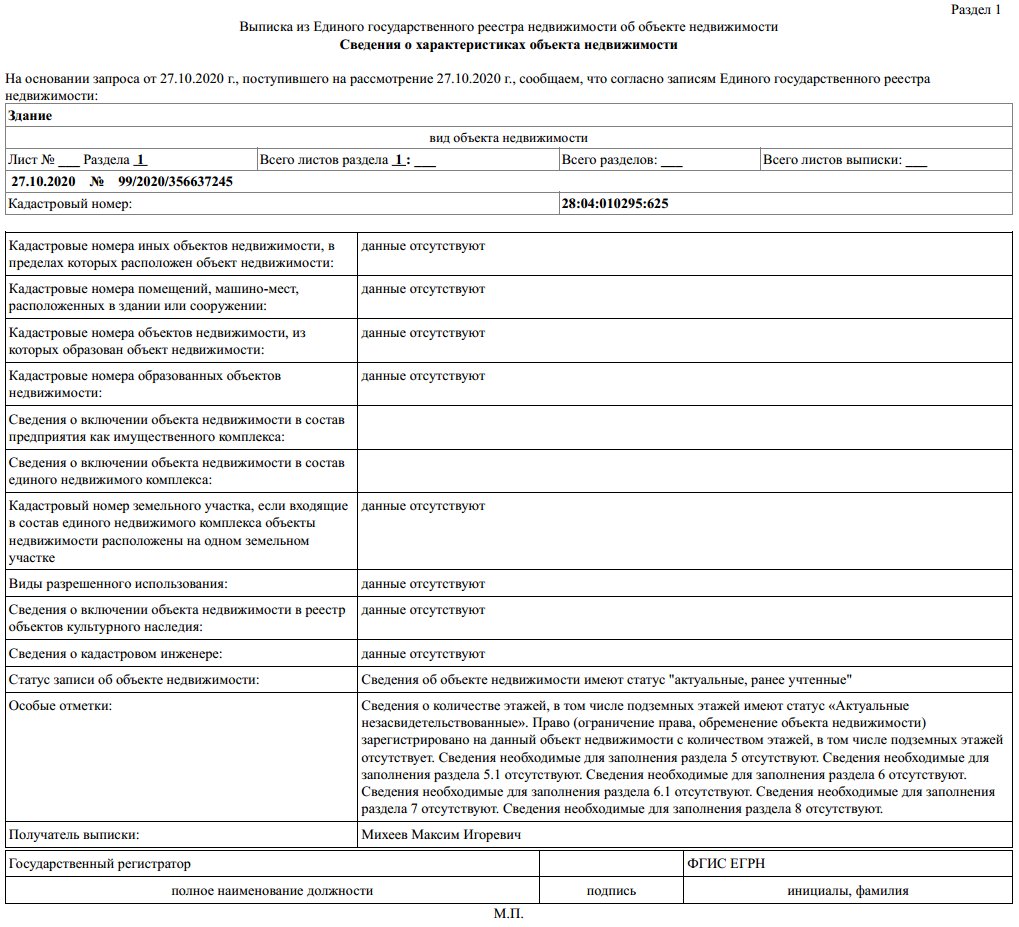 Раздел 1
Выписка из Единого государственного реестра недвижимости об объекте недвижимости
Сведения о характеристиках объекта недвижимости
На основании запроса от 27.10.2020 г., поступившего на рассмотрение 27.10.2020 г., сообщаем, что согласно записям Единого государственного реестра
недвижимости:
Здание
вид объекта недвижимости
Лист № ___ Раздела 1 Всего листов раздела 1 : ___ Всего разделов: ___ Всего листов выписки: ___
27.10.2020 № 99/2020/356637245
Кадастровый номер: 28:04:010295:625
Кадастровые номера иных объектов недвижимости, в данные отсутствуют
пределах которых расположен объект недвижимости:
Кадастровые номера помещений, машино-мест, данные отсутствуют
расположенных в здании или сооружении:
Кадастровые номера объектов недвижимости, из данные отсутствуют
которых образован объект недвижимости:
Кадастровые номера образованных объектов данные отсутствуют
недвижимости:
Сведения о включении объекта недвижимости в состав
предприятия как имущественного комплекса:
Сведения о включении объекта недвижимости в состав
единого недвижимого комплекса:
Кадастровый номер земельного участка, если входящие данные отсутствуют
в состав единого недвижимого комплекса объекты
недвижимости расположены на одном земельном
участке
Виды разрешенного использования: данные отсутствуют
Сведения о включении объекта недвижимости в реестр данные отсутствуют
объектов культурного наследия:
Сведения о кадастровом инженере: данные отсутствуют
Статус записи об объекте недвижимости: Сведения об объекте недвижимости имеют статус "актуальные, ранее учтенные"
Особые отметки: Сведения о количестве этажей, в том числе подземных этажей имеют статус «Актуальные
незасвидетельствованные». Право (ограничение права, обременение объекта недвижимости)
зарегистрировано на данный объект недвижимости с количеством этажей, в том числе подземных этажей
отсутствует. Сведения необходимые для заполнения раздела 5 отсутствуют. Сведения необходимые для
заполнения раздела 5.1 отсутствуют. Сведения необходимые для заполнения раздела 6 отсутствуют.
Сведения необходимые для заполнения раздела 6.1 отсутствуют. Сведения необходимые для заполнения
раздела 7 отсутствуют. Сведения необходимые для заполнения раздела 8 отсутствуют.
Получатель выписки: Михеев Максим Игоревич
Государственный регистратор ФГИС ЕГРН
полное наименование должности подпись инициалы, фамилия
М.П.